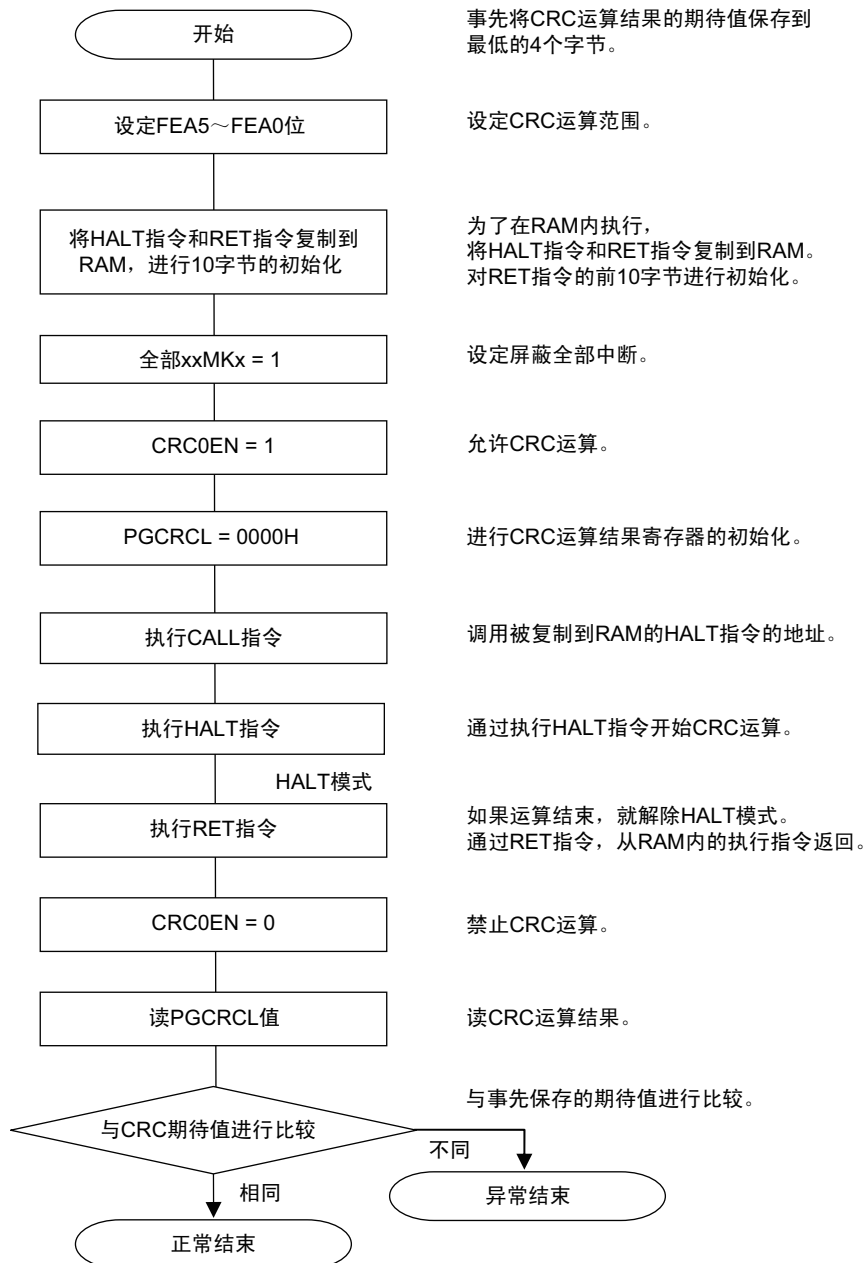 开始
事先将CRC运算结果的期待值保存到
最低的4个字节。
设定FEA5～FEA0位
设定CRC运算范围。
将HALT指令和RET指令复制到
RAM，进行10字节的初始化
为了在RAM内执行，
将HALT指令和RET指令复制到RAM。
对RET指令的前10字节进行初始化。
全部xxMKx = 1
设定屏蔽全部中断。
CRC0EN = 1
允许CRC运算。
PGCRCL = 0000H
进行CRC运算结果寄存器的初始化。
执行CALL指令
调用被复制到RAM的HALT指令的地址。
执行HALT指令
通过执行HALT指令开始CRC运算。
HALT模式
执行RET指令
如果运算结束，就解除HALT模式。
通过RET指令，从RAM内的执行指令返回。
CRC0EN = 0
禁止CRC运算。
读PGCRCL值
读CRC运算结果。
与CRC期待值进行比较
与事先保存的期待值进行比较。
不同
相同
异常结束
正常结束